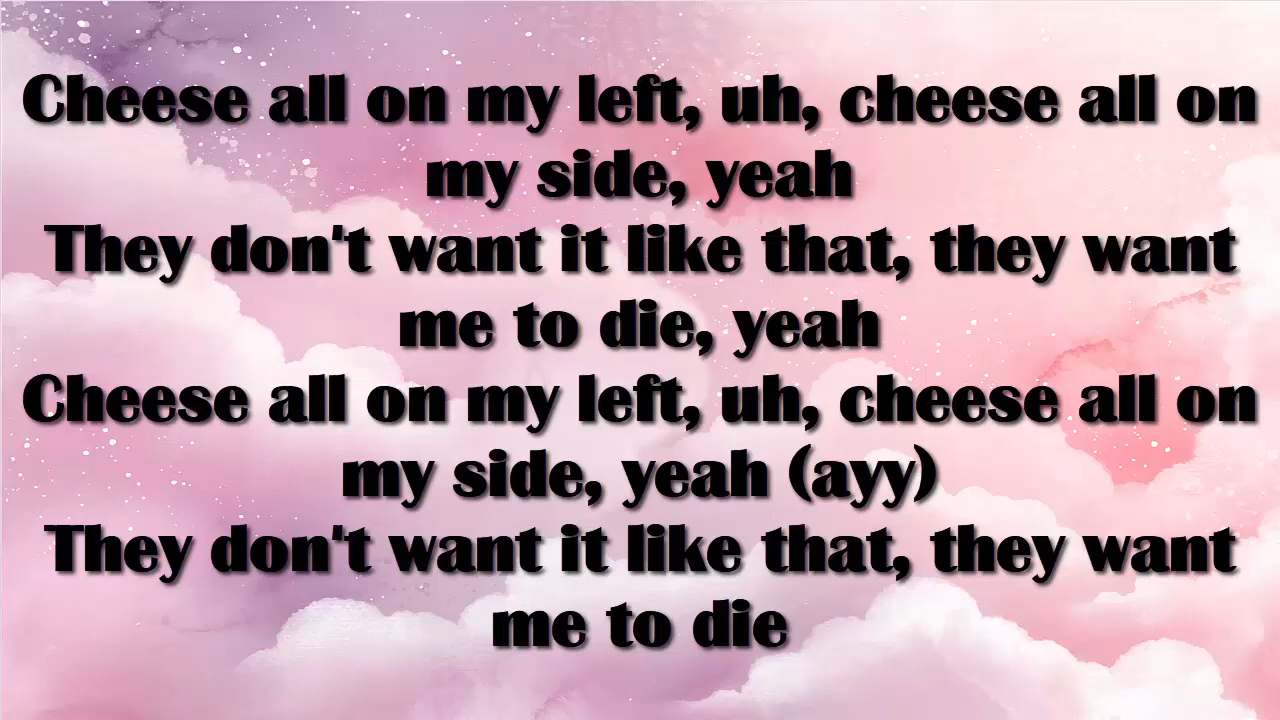 Cheese all on my left, uh, cheese all on
my side, yeah
They don't want it like that, they want
me to die, yeah
Cheese all on my left, uh, cheese all on
my side, yeah (ayy)
They don't want it like that, they want
me to die